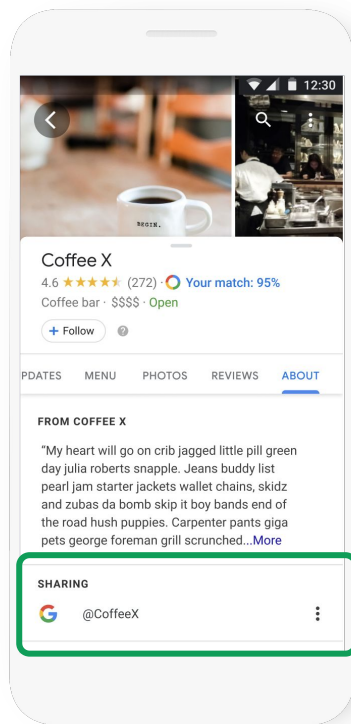 12:30
BEGIN.
Coffee X
4.6 (272) · Your match: 95%
Coffee bar · $$$$ · Open
+ Follow
?
PDATES MENU PHOTOS REVIEWS ABOUT
FROM COFFEE X
“My heart will go on crib jagged little pill green
day julia roberts snapple. Jeans buddy list
pearl jam starter jackets wallet chains, skidz
and zubas da bomb skip it boy bands end of
the road hush puppies. Carpenter pants giga
pets george foreman grill scrunched...More
SHARING
G @CoffeeX